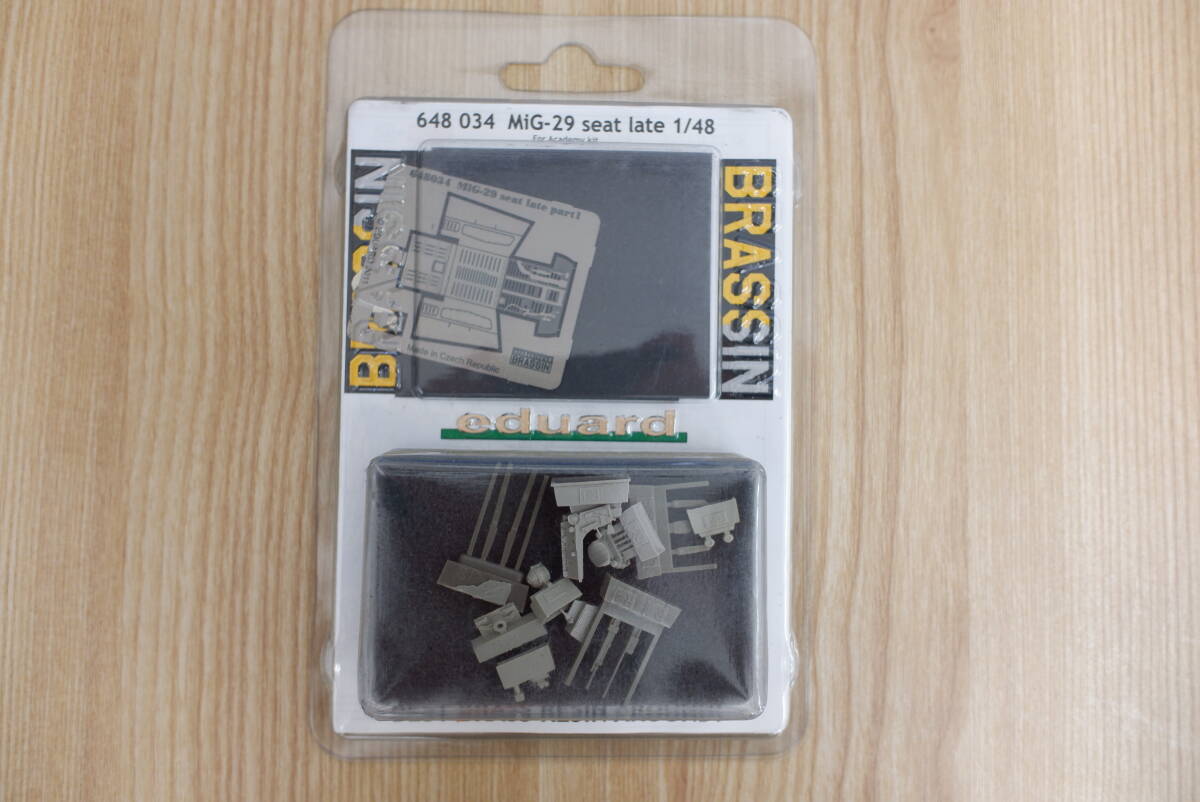 648 034 MiG-29 seat late 1/48
For Academy kit
BRASSIN
BRASSIN
648034 MiG-29 seat late part1
Made in Czech Republic
BRASSIN
eduard